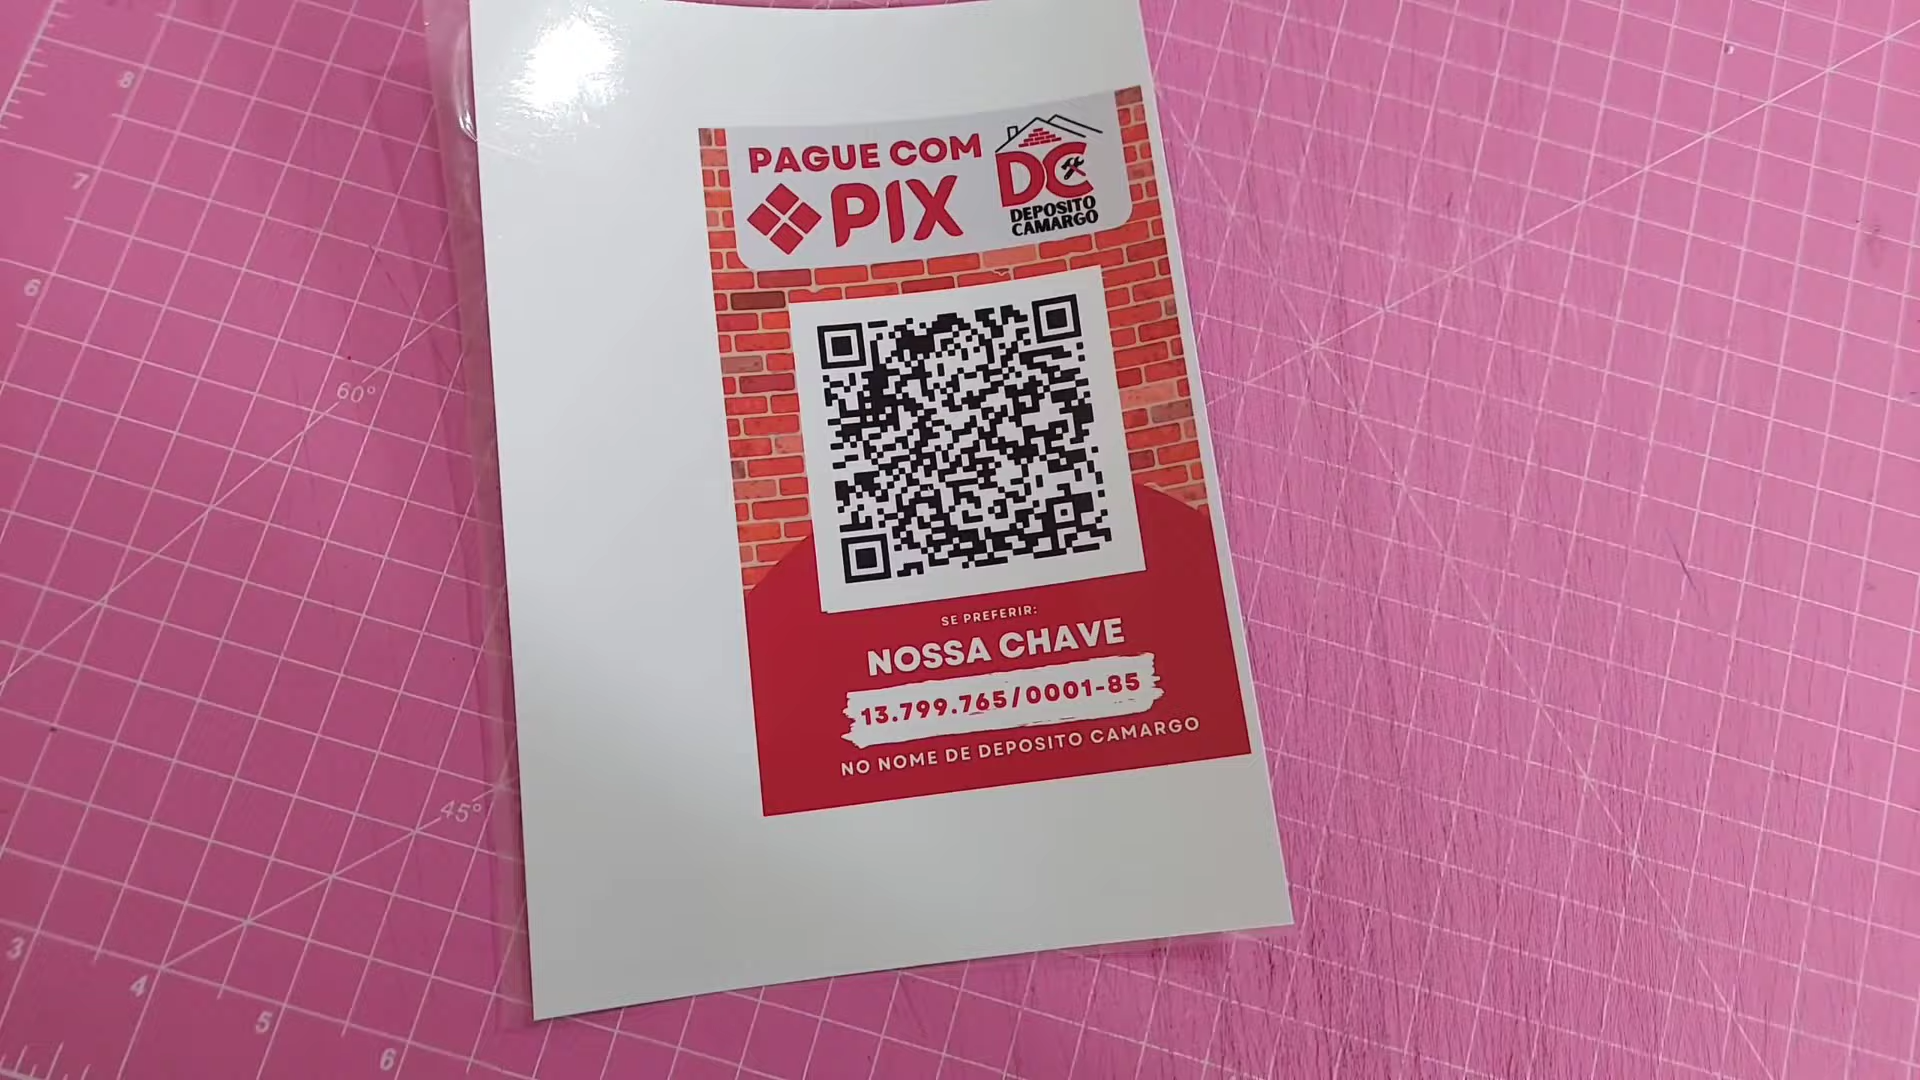 PAGUE COM
PIX
DC
DEPOSITO
CAMARGO
SE PREFERIR:
NOSSA CHAVE
13.799.765/0001-85
NO NOME DE DEPOSITO CAMARGO
8
7
6
60°
45°
3
4
5
6